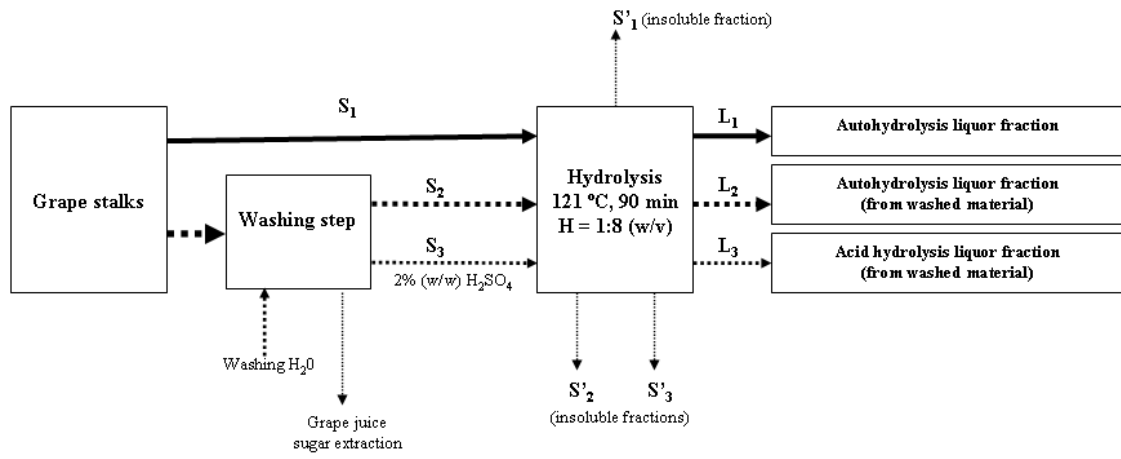 S’₁ (insoluble fraction)
S₁
L₁
Autohydrolysis liquor fraction
Grape stalks
Washing step
S₂
Hydrolysis
121 ºC, 90 min
H = 1:8 (w/v)
L₂
Autohydrolysis liquor fraction
(from washed material)
S₃
2% (w/w) H₂SO₄
L₃
Acid hydrolysis liquor fraction
(from washed material)
Washing H₂0
Grape juice
sugar extraction
S’₂
S’₃
(insoluble fractions)